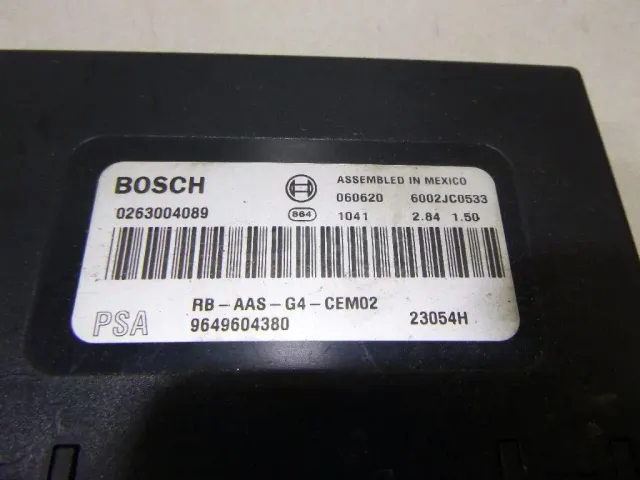 BOSCH
ASSEMBLED IN MEXICO
060620 6002JC0533
0263004089
864 1041 2.84 1.50
RB-AAS-G4-CEM02
PSA 9649604380 23054H